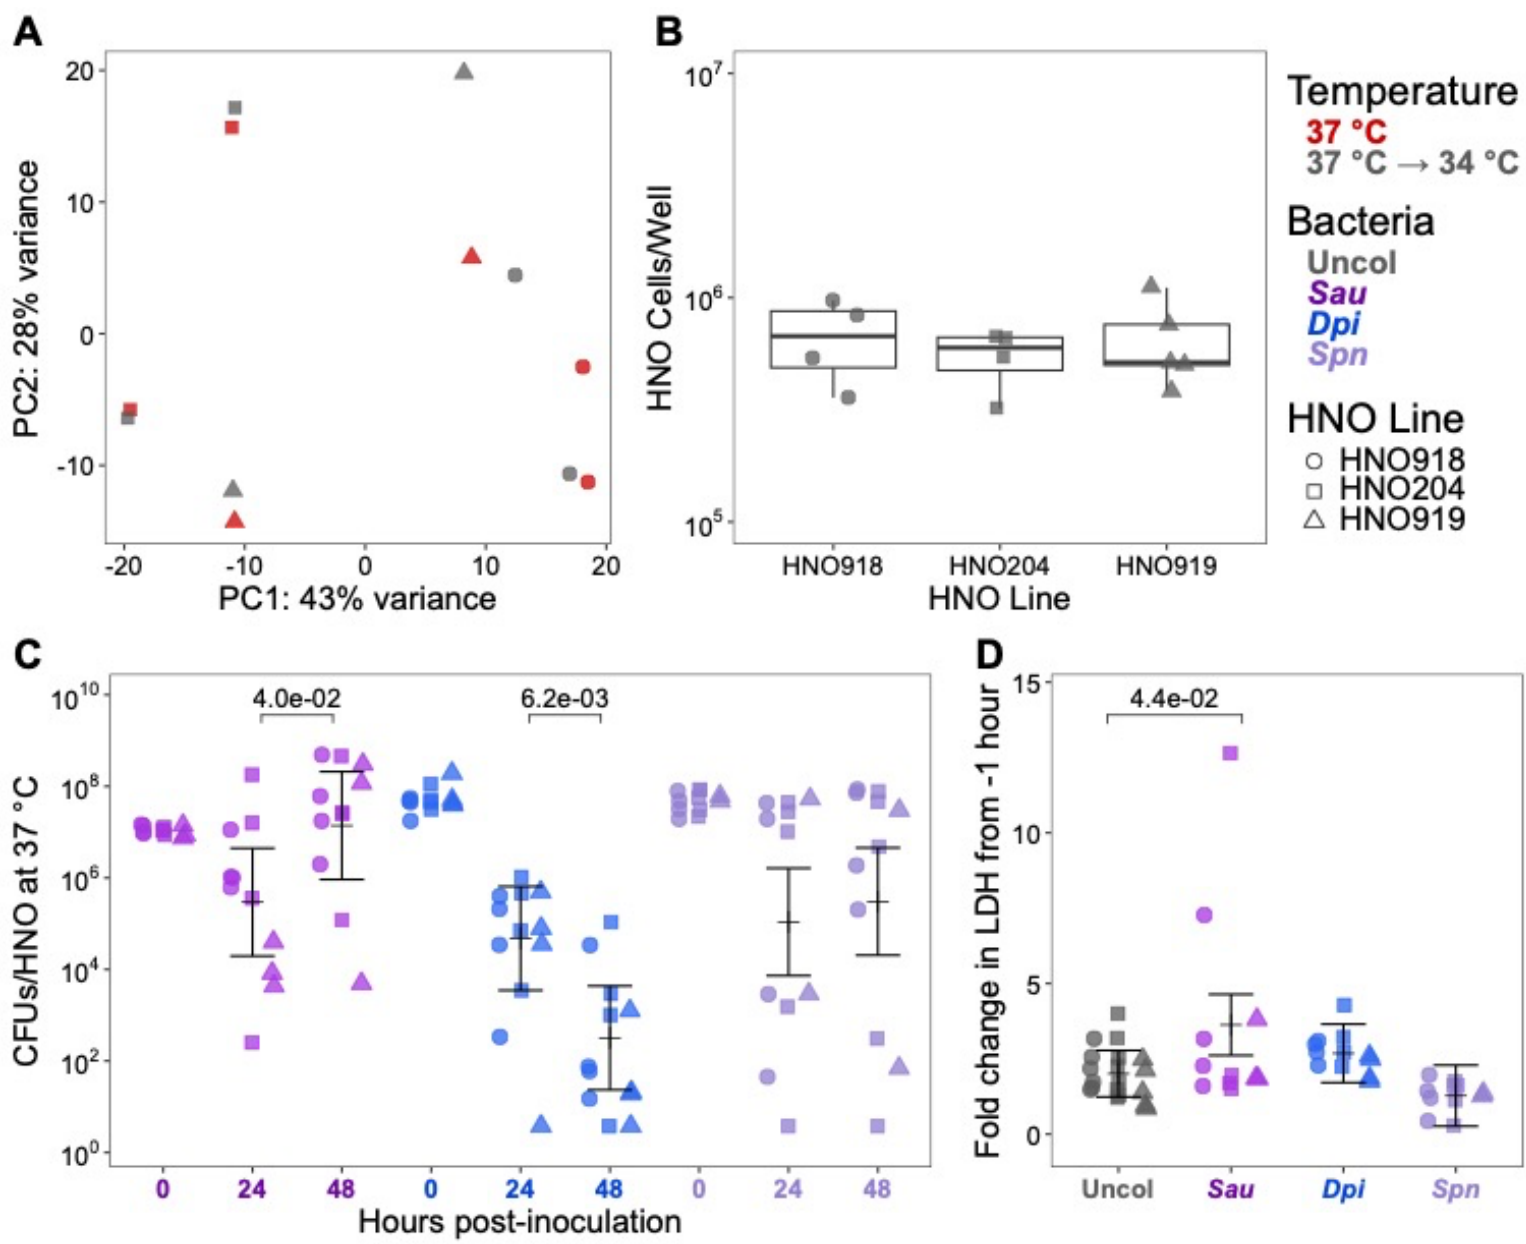 A
20
10
0
-10
PC2: 28% variance
-20 -10 0 10 20
PC1: 43% variance
B
10⁷
10⁶
10⁵
HNO Cells/Well
HNO918 HNO204 HNO919
HNO Line
Temperature
37 °C
37 °C → 34 °C
Bacteria
Uncol
Sau
Dpi
Spn
HNO Line
HNO918
HNO204
HNO919
C
4.0e-02 6.2e-03
10¹⁰
10⁸
10⁶
10⁴
10²
10⁰
CFUs/HNO at 37 °C
0 24 48 0 24 48 0 24 48
Hours post-inoculation
D
4.4e-02
15
10
5
0
Fold change in LDH from -1 hour
Uncol Sau Dpi Spn